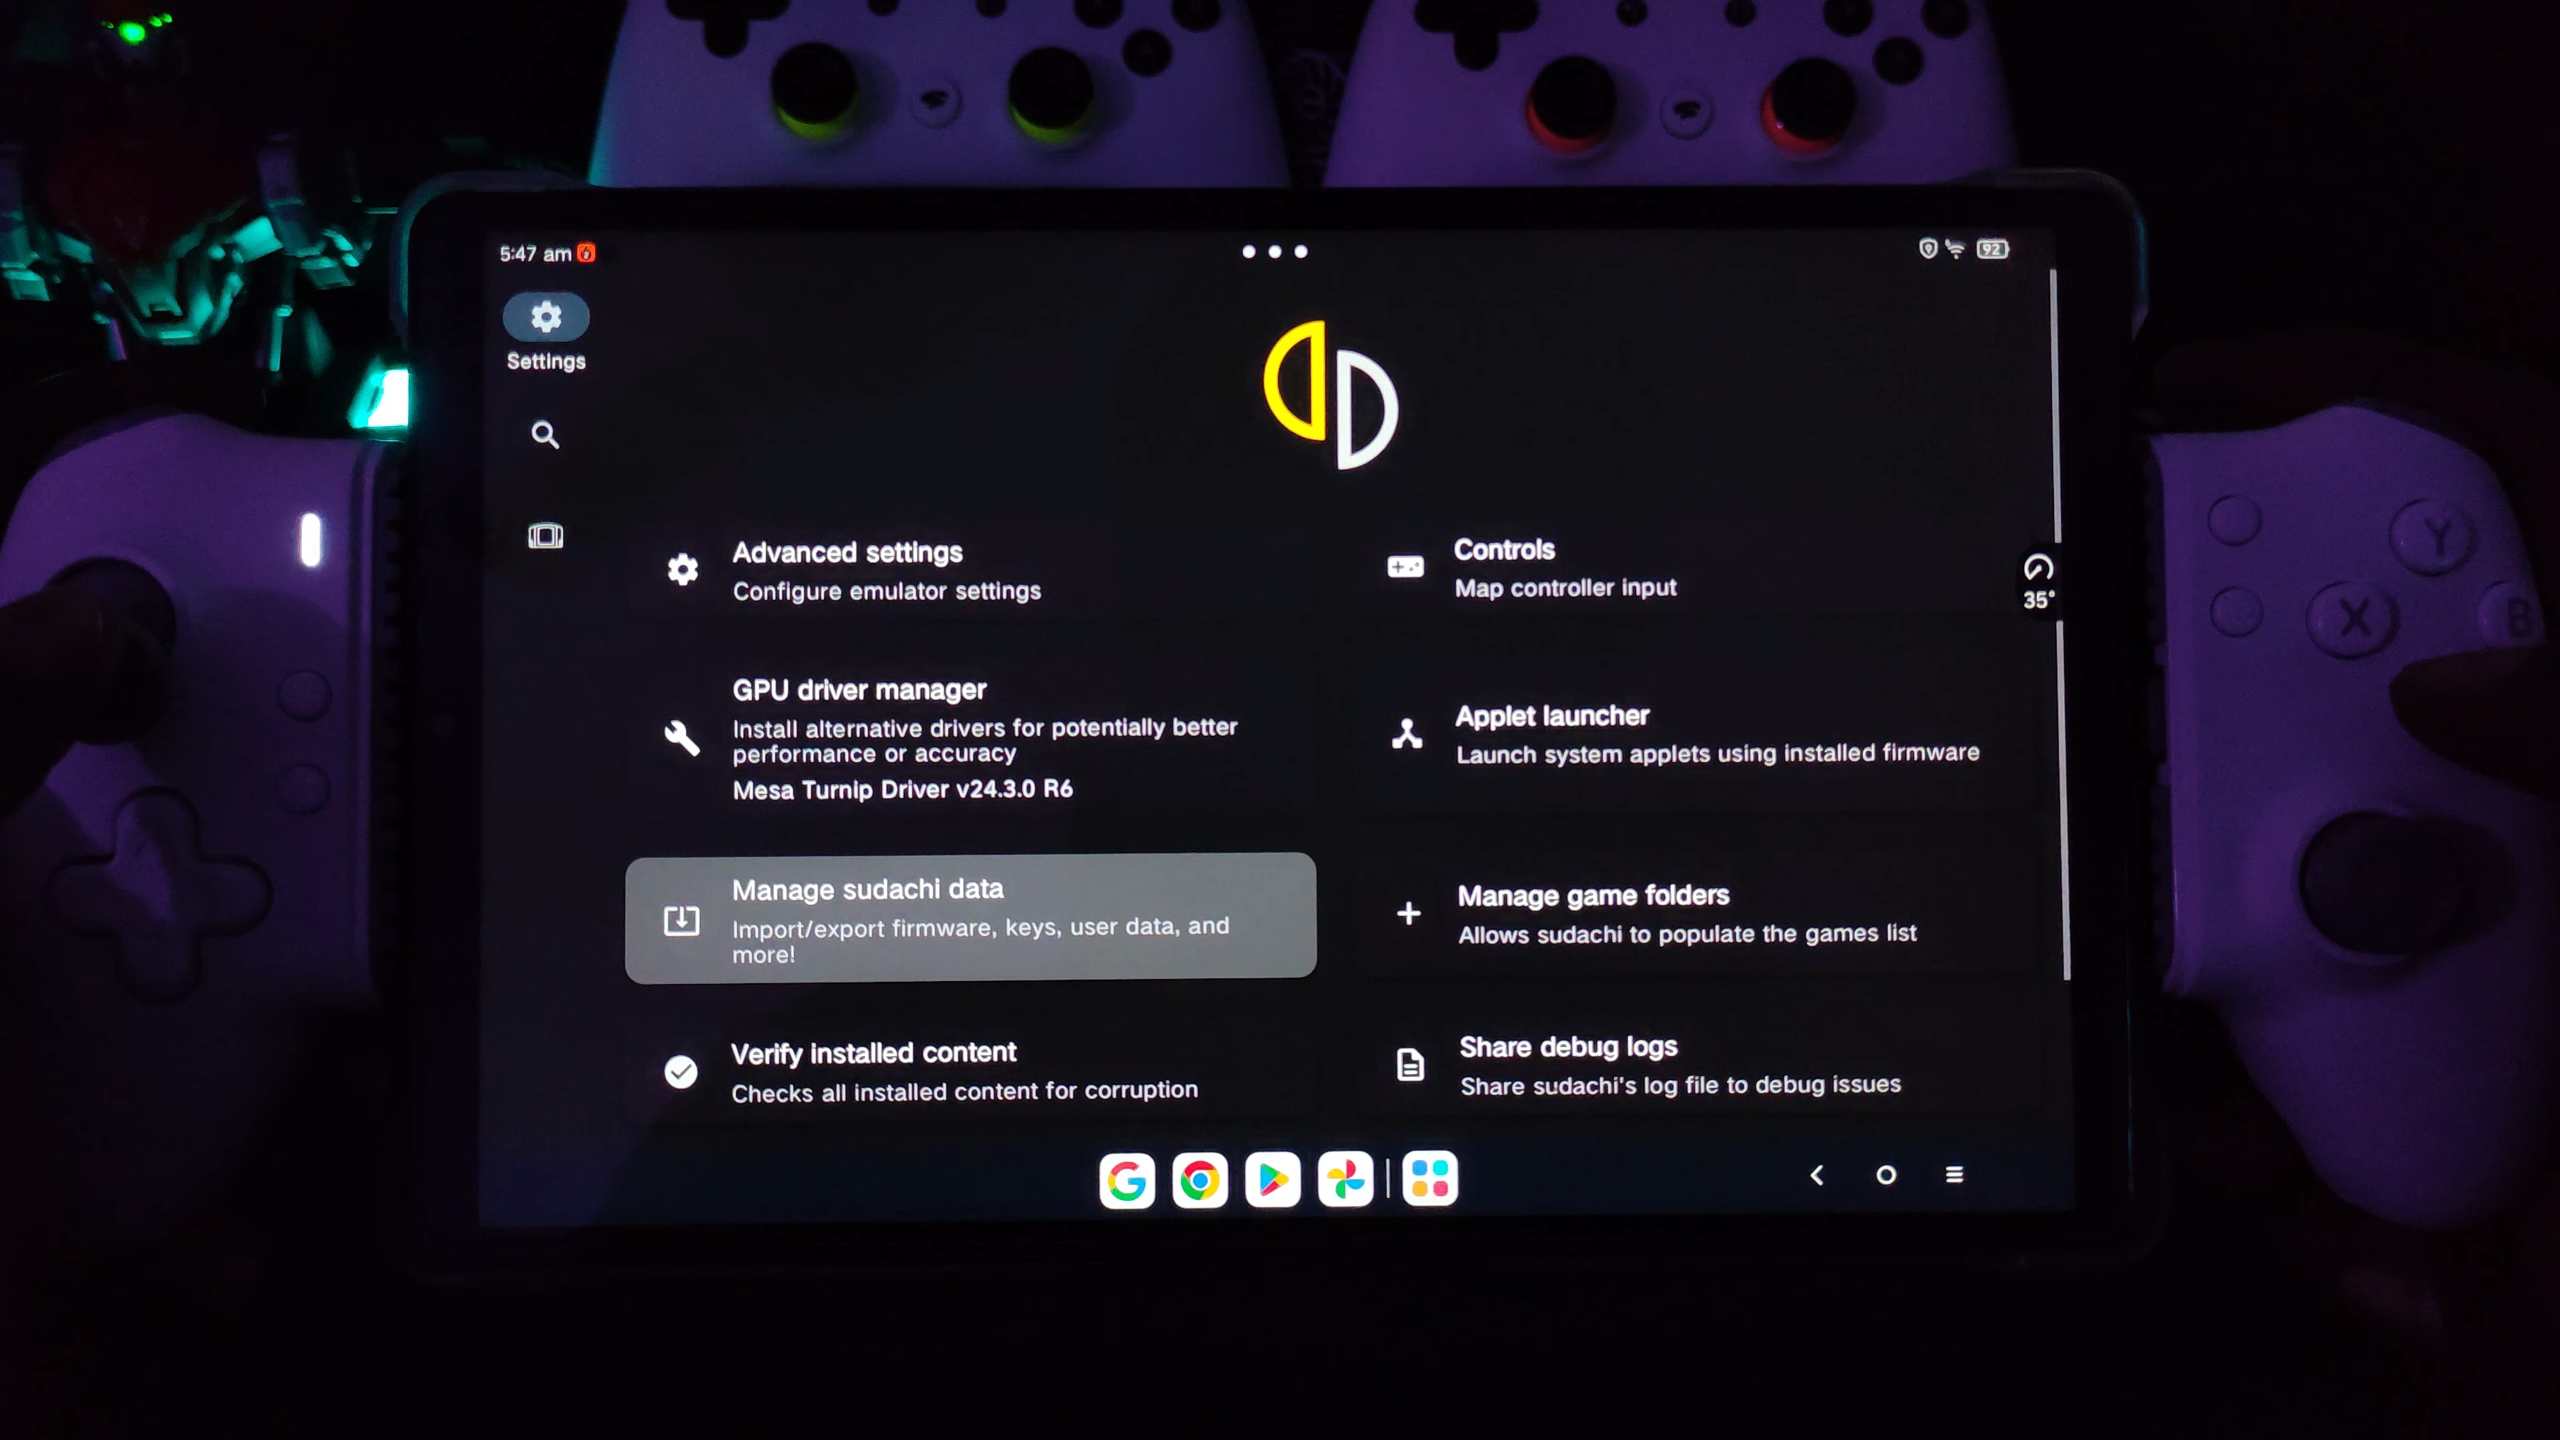 5:47 am
92
Settings
Advanced settings
Configure emulator settings
Controls
Map controller input
35°
GPU driver manager
Install alternative drivers for potentially better
performance or accuracy
Mesa Turnip Driver v24.3.0 R6
Applet launcher
Launch system applets using installed firmware
Manage sudachi data
Import/export firmware, keys, user data, and
more!
Manage game folders
Allows sudachi to populate the games list
Verify installed content
Checks all installed content for corruption
Share debug logs
Share sudachi's log file to debug issues
Y
X
B